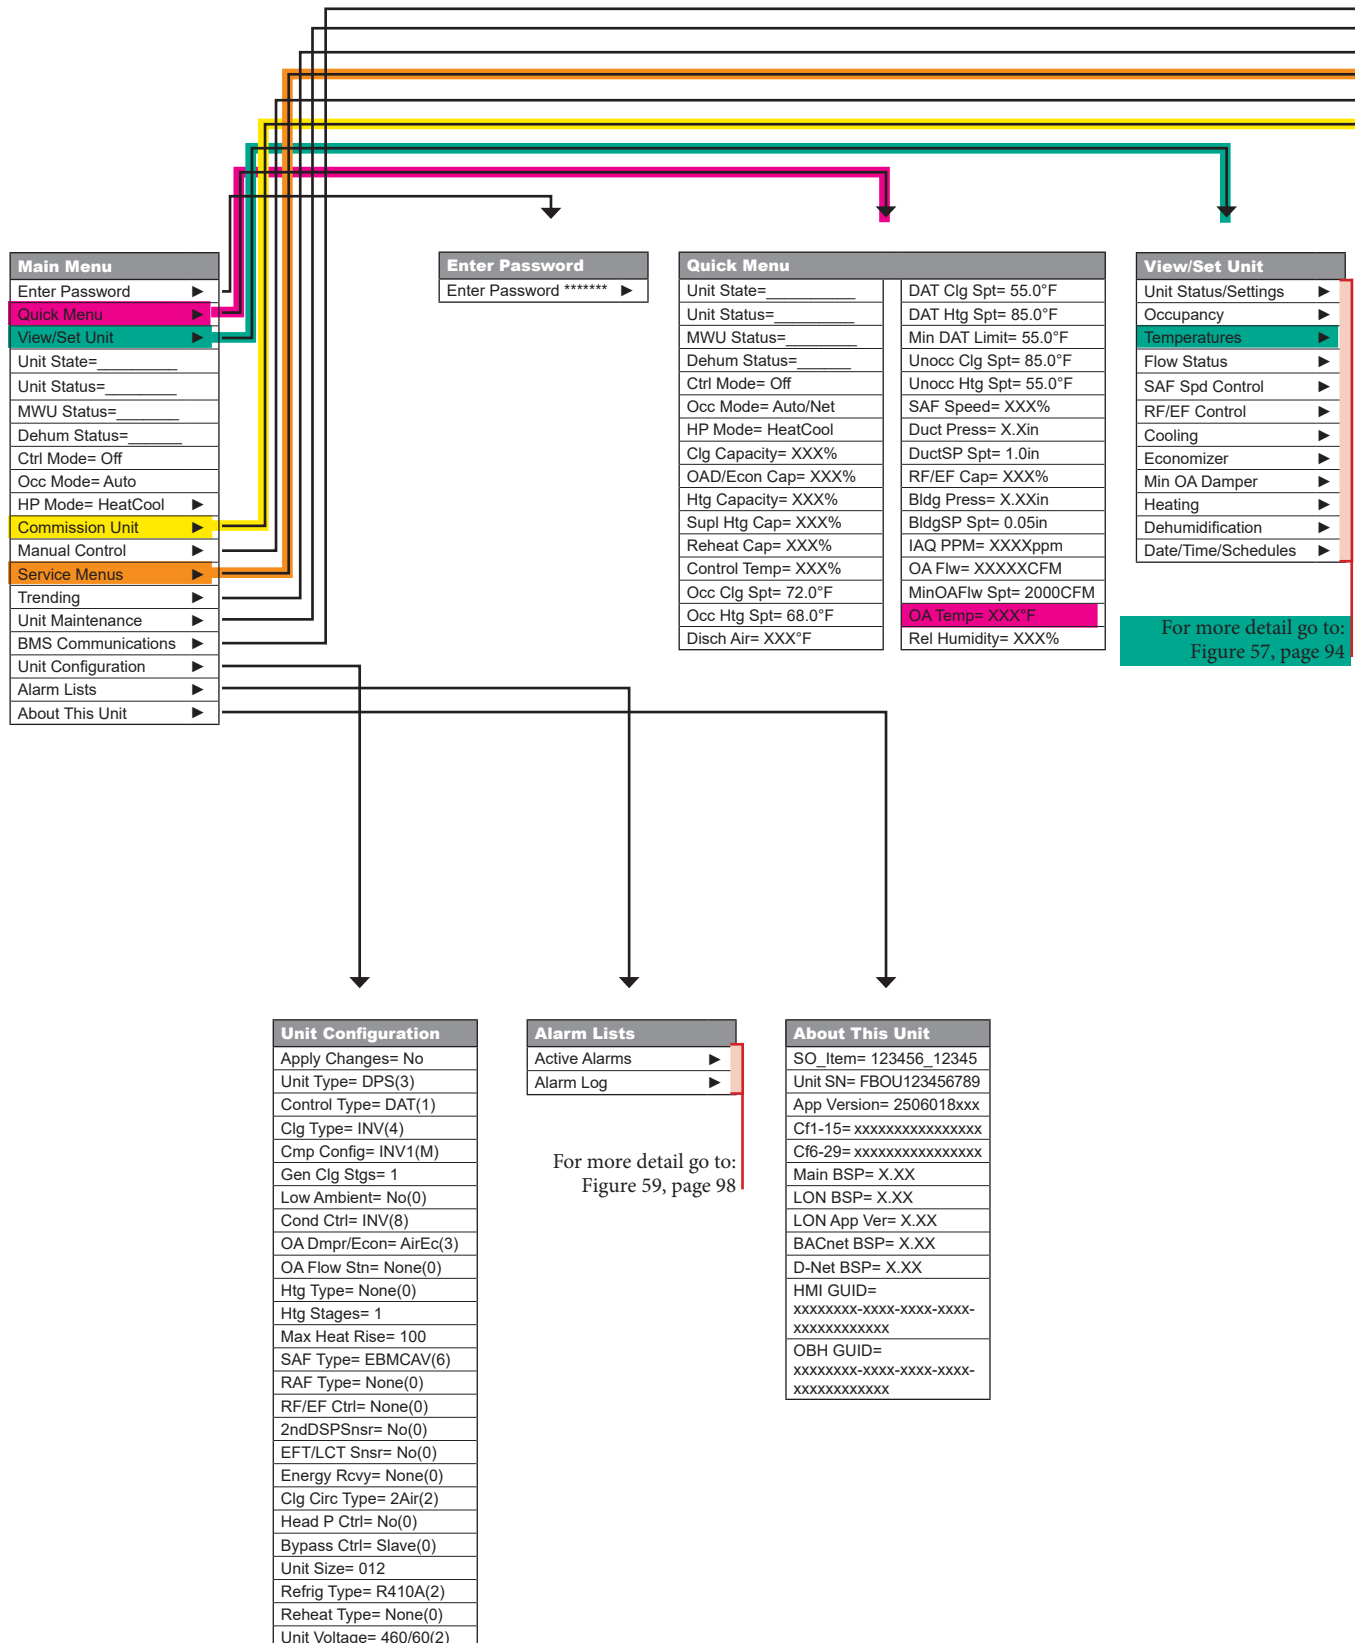 Main Menu
Enter Password ►
Quick Menu ►
View/Set Unit ►
Unit State=__________
Unit Status=_________
MWU Status=_______
Dehum Status=______
Ctrl Mode= Off
Occ Mode= Auto
HP Mode= HeatCool ►
Commission Unit ►
Manual Control ►
Service Menus ►
Trending ►
Unit Maintenance ►
BMS Communications ►
Unit Configuration ►
Alarm Lists ►
About This Unit ►
Enter Password
Enter Password ******* ►
Quick Menu
Unit State=__________
Unit Status=_________
MWU Status=________
Dehum Status=______
Ctrl Mode= Off
Occ Mode= Auto/Net
HP Mode= HeatCool
Clg Capacity= XXX%
OAD/Econ Cap= XXX%
Htg Capacity= XXX%
Supl Htg Cap= XXX%
Reheat Cap= XXX%
Control Temp= XXX%
Occ Clg Spt= 72.0°F
Occ Htg Spt= 68.0°F
Disch Air= XXX°F
DAT Clg Spt= 55.0°F
DAT Htg Spt= 85.0°F
Min DAT Limit= 55.0°F
Unocc Clg Spt= 85.0°F
Unocc Htg Spt= 55.0°F
SAF Speed= XXX%
Duct Press= X.Xin
DuctSP Spt= 1.0in
RF/EF Cap= XXX%
Bldg Press= X.XXin
BldgSP Spt= 0.05in
IAQ PPM= XXXXppm
OA Flw= XXXXXCFM
MinOAFlw Spt= 2000CFM
OA Temp= XXX°F
Rel Humidity= XXX%
View/Set Unit
Unit Status/Settings ►
Occupancy ►
Temperatures ►
Flow Status ►
SAF Spd Control ►
RF/EF Control ►
Cooling ►
Economizer ►
Min OA Damper ►
Heating ►
Dehumidification ►
Date/Time/Schedules ►
For more detail go to:
Figure 57, page 94
Unit Configuration
Apply Changes= No
Unit Type= DPS(3)
Control Type= DAT(1)
Clg Type= INV(4)
Cmp Config= INV1(M)
Gen Clg Stgs= 1
Low Ambient= No(0)
Cond Ctrl= INV(8)
OA Dmpr/Econ= AirEc(3)
OA Flow Stn= None(0)
Htg Type= None(0)
Htg Stages= 1
Max Heat Rise= 100
SAF Type= EBMCAV(6)
RAF Type= None(0)
RF/EF Ctrl= None(0)
2ndDSPSnsr= No(0)
EFT/LCT Snsr= No(0)
Energy Rcvy= None(0)
Clg Circ Type= 2Air(2)
Head P Ctrl= No(0)
Bypass Ctrl= Slave(0)
Unit Size= 012
Refrig Type= R410A(2)
Reheat Type= None(0)
Unit Voltage= 460/60(2)
Alarm Lists
Active Alarms ►
Alarm Log ►
For more detail go to:
Figure 59, page 98
About This Unit
SO_Item= 123456_12345
Unit SN= FBOU123456789
App Version= 2506018xxx
Cf1-15= xxxxxxxxxxxxxxxx
Cf6-29= xxxxxxxxxxxxxxxx
Main BSP= X.XX
LON BSP= X.XX
LON App Ver= X.XX
BACnet BSP= X.XX
D-Net BSP= X.XX
HMI GUID=
xxxxxxxx-xxxx-xxxx-xxxx-
xxxxxxxxxxxx
OBH GUID=
xxxxxxxx-xxxx-xxxx-xxxx-
xxxxxxxxxxxx